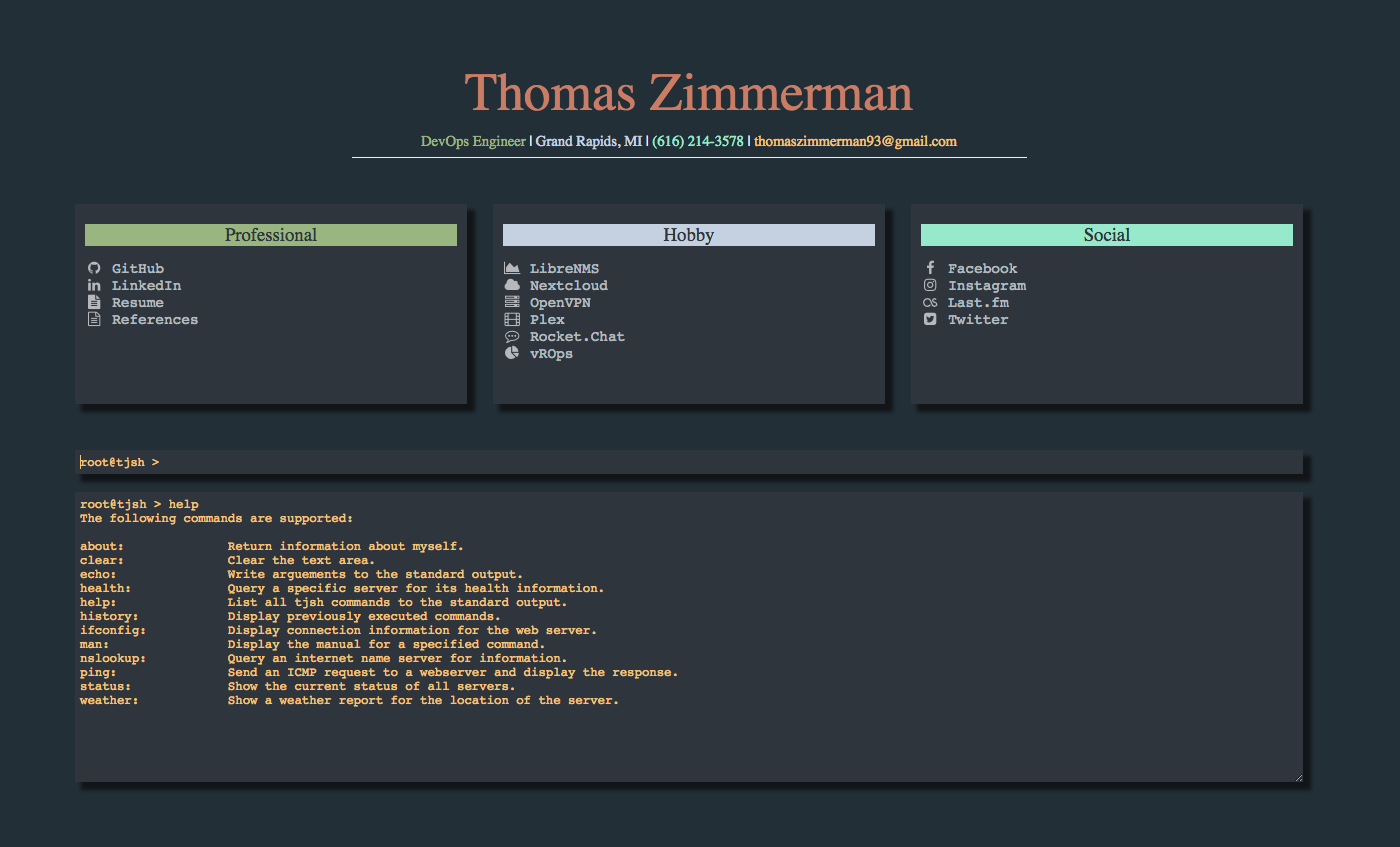 Thomas Zimmerman
DevOps Engineer | Grand Rapids, MI | (616) 214-3578 | thomaszimmerman93@gmail.com
Professional
GitHub
LinkedIn
Resume
References
Hobby
LibreNMS
Nextcloud
OpenVPN
Plex
Rocket.Chat
vROps
Social
Facebook
Instagram
Last.fm
Twitter
root@tjsh >
root@tjsh > help
The following commands are supported:
about: Return information about myself.
clear: Clear the text area.
echo: Write arguements to the standard output.
health: Query a specific server for its health information.
help: List all tjsh commands to the standard output.
history: Display previously executed commands.
ifconfig: Display connection information for the web server.
man: Display the manual for a specified command.
nslookup: Query an internet name server for information.
ping: Send an ICMP request to a webserver and display the response.
status: Show the current status of all servers.
weather: Show a weather report for the location of the server.